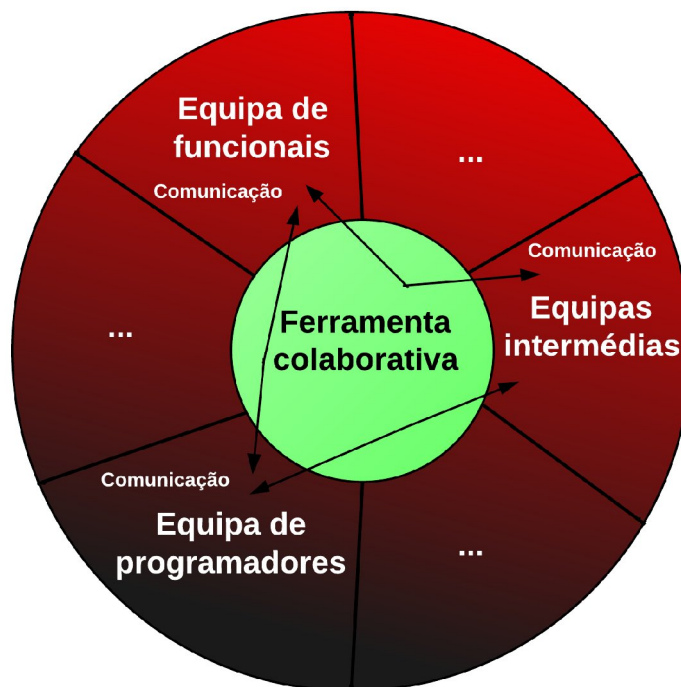 Equipa de
funcionais
...
Comunicação
Comunicação
Equipas
intermédias
Ferramenta
colaborativa
...
Comunicação
Equipa de
programadores
...